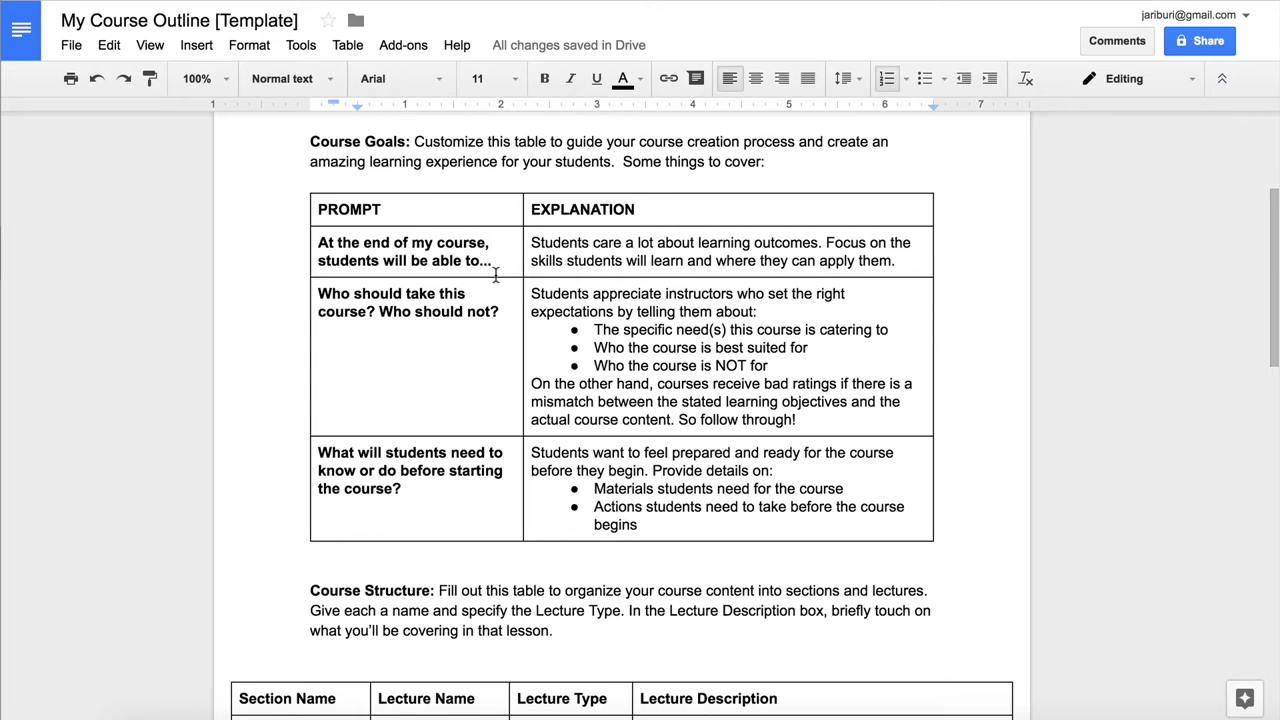 My Course Outline [Template]
jariburi@gmail.com
File Edit View Insert Format Tools Table Add-ons Help All changes saved in Drive
Comments Share
100% Normal text Arial 11 B I U A Editing
1 1 2 3 4 5 6 7
Course Goals: Customize this table to guide your course creation process and create an
amazing learning experience for your students. Some things to cover:
PROMPT EXPLANATION
At the end of my course,
students will be able to...
Students care a lot about learning outcomes. Focus on the
skills students will learn and where they can apply them.
Who should take this
course? Who should not?
Students appreciate instructors who set the right
expectations by telling them about:
● The specific need(s) this course is catering to
● Who the course is best suited for
● Who the course is NOT for
On the other hand, courses receive bad ratings if there is a
mismatch between the stated learning objectives and the
actual course content. So follow through!
What will students need to
know or do before starting
the course?
Students want to feel prepared and ready for the course
before they begin. Provide details on:
● Materials students need for the course
● Actions students need to take before the course
begins
Course Structure: Fill out this table to organize your course content into sections and lectures.
Give each a name and specify the Lecture Type. In the Lecture Description box, briefly touch on
what you’ll be covering in that lesson.
Section Name Lecture Name Lecture Type Lecture Description